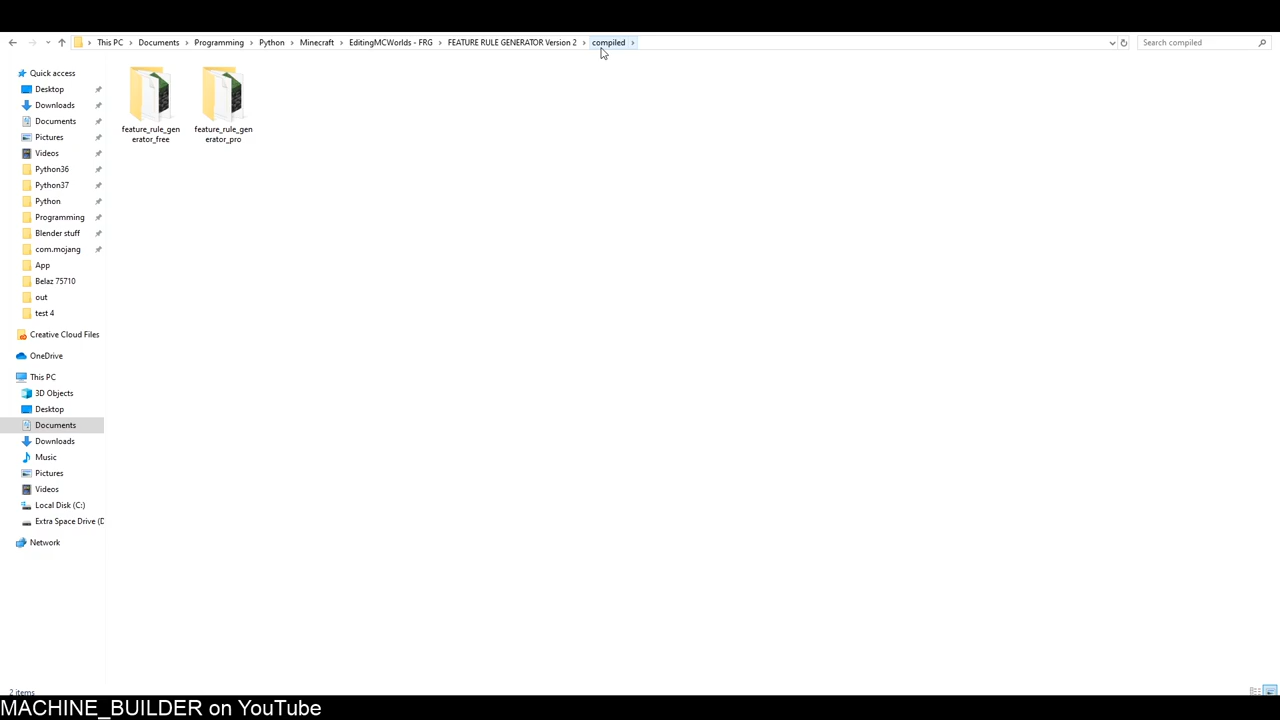 This PC > Documents > Programming > Python > Minecraft > EditingMCWorlds - FRG > FEATURE RULE GENERATOR Version 2 > compiled >
Search compiled
Quick access
Desktop
Downloads
Documents
Pictures
Videos
Python36
Python37
Python
Programming
Blender stuff
com.mojang
App
Belaz 75710
out
test 4
Creative Cloud Files
OneDrive
This PC
3D Objects
Desktop
Documents
Downloads
Music
Pictures
Videos
Local Disk (C:)
Extra Space Drive (D
Network
feature_rule_gen
erator_free
feature_rule_gen
erator_pro
2 items
MACHINE_BUILDER on YouTube